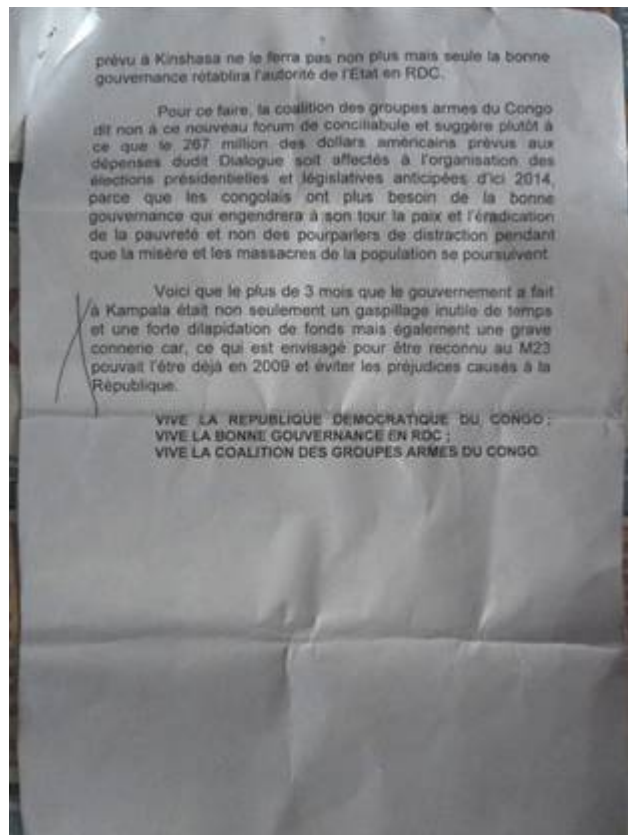 prévu à Kinshasa ne le ferra pas non plus mais seule la bonne
gouvernance rétablira l'autorité de l'Etat en RDC.
Pour ce faire, la coalition des groupes armes du Congo
dit non à ce nouveau forum de conciliabule et suggère plutôt à
ce que le 267 million des dollars américains prévus aux
dépenses dudit Dialogue soit affectés à l'organisation des
élections présidentielles et législatives anticipées d'ici 2014,
parce que les congolais ont plus besoin de la bonne
gouvernance qui engendrera à son tour la paix et l'éradication
de la pauvreté et non des pourparlers de distraction pendant
que la misère et les massacres de la population se poursuivent.
Voici que le plus de 3 mois que le gouvernement a fait
à Kampala était non seulement un gaspillage inutile de temps
et une forte dilapidation de fonds mais également une grave
connerie car, ce qui est envisagé pour être reconnu au M23
pouvait l'être déjà en 2009 et éviter les préjudices causés à la
République.
VIVE LA REPUBLIQUE DEMOCRATIQUE DU CONGO ;
VIVE LA BONNE GOUVERNANCE EN RDC ;
VIVE LA COALITION DES GROUPES ARMES DU CONGO.